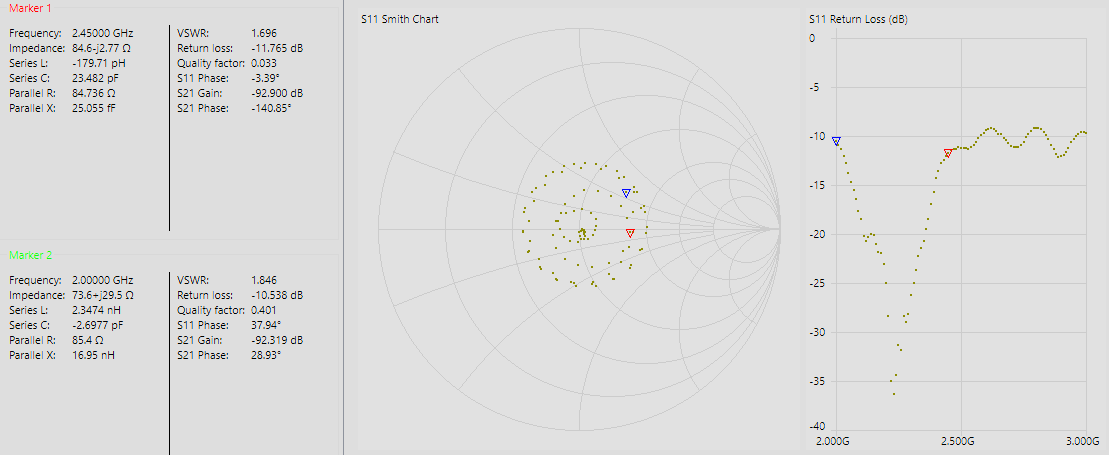 Marker 1
Frequency: 2.45000 GHz VSWR: 1.696
Impedance: 84.6-j2.77 Ω Return loss: -11.765 dB
Series L: -179.71 pH Quality factor: 0.033
Series C: 23.482 pF S11 Phase: -3.39°
Parallel R: 84.736 Ω S21 Gain: -92.900 dB
Parallel X: 25.055 fF S21 Phase: -140.85°
Marker 2
Frequency: 2.00000 GHz VSWR: 1.846
Impedance: 73.6+j29.5 Ω Return loss: -10.538 dB
Series L: 2.3474 nH Quality factor: 0.401
Series C: -2.6977 pF S11 Phase: 37.94°
Parallel R: 85.4 Ω S21 Gain: -92.319 dB
Parallel X: 16.95 nH S21 Phase: 28.93°
S11 Smith Chart
S11 Return Loss (dB)
0
-5
-10
-15
-20
-25
-30
-35
-40
2.000G 2.500G 3.000G